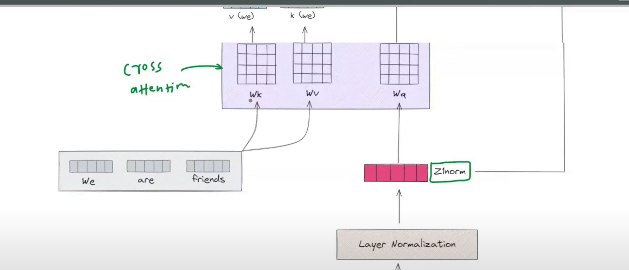 v (we) k (we)
Cross
attention
Wk Wv Wq
We are friends
Z1norm
Layer Normalization